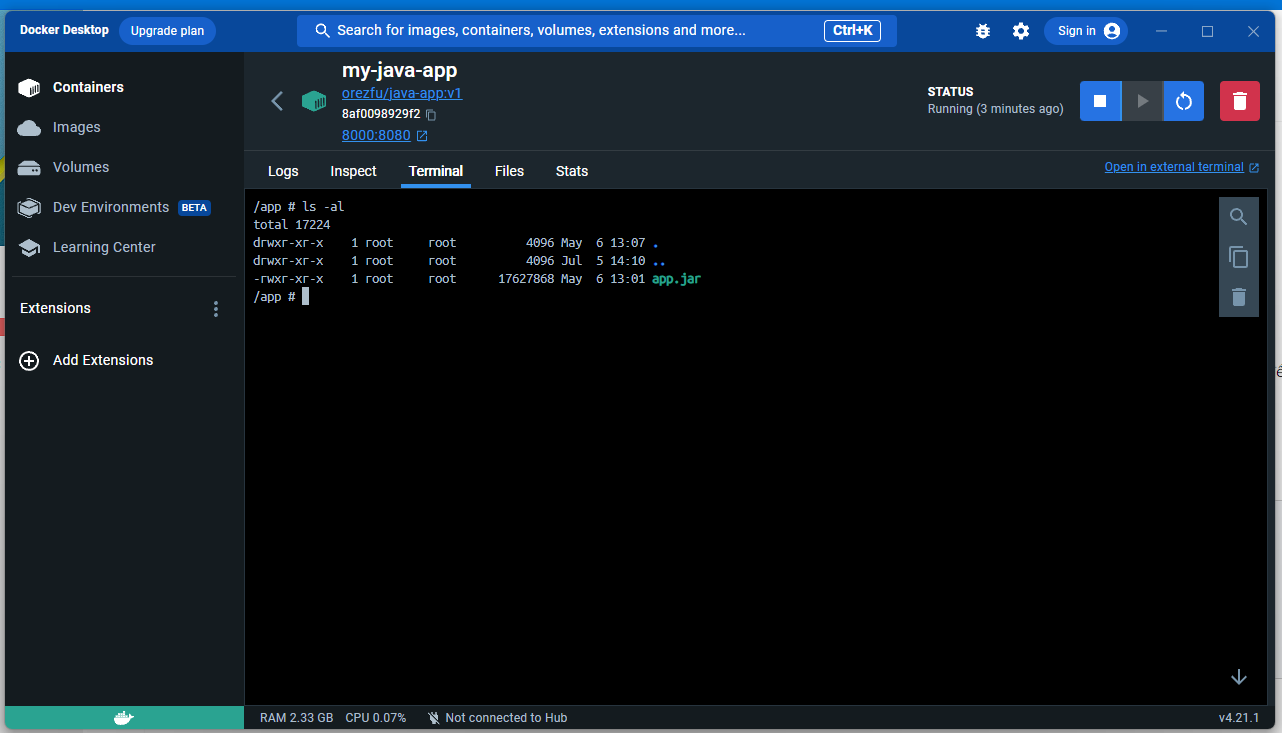 Docker Desktop Upgrade plan Search for images, containers, volumes, extensions and more... Ctrl+K Sign in
Containers
Images
Volumes
Dev Environments BETA
Learning Center
Extensions
Add Extensions
my-java-app
orezfu/java-app:v1
8af0098929f2
8000:8080
STATUS
Running (3 minutes ago)
Logs Inspect Terminal Files Stats Open in external terminal
/app # ls -al
total 17224
drwxr-xr-x    1 root     root          4096 May  6 13:07 .
drwxr-xr-x    1 root     root          4096 Jul  5 14:10 ..
-rwxr-xr-x    1 root     root      17627868 May  6 13:01 app.jar
/app #
RAM 2.33 GB CPU 0.07% Not connected to Hub v4.21.1